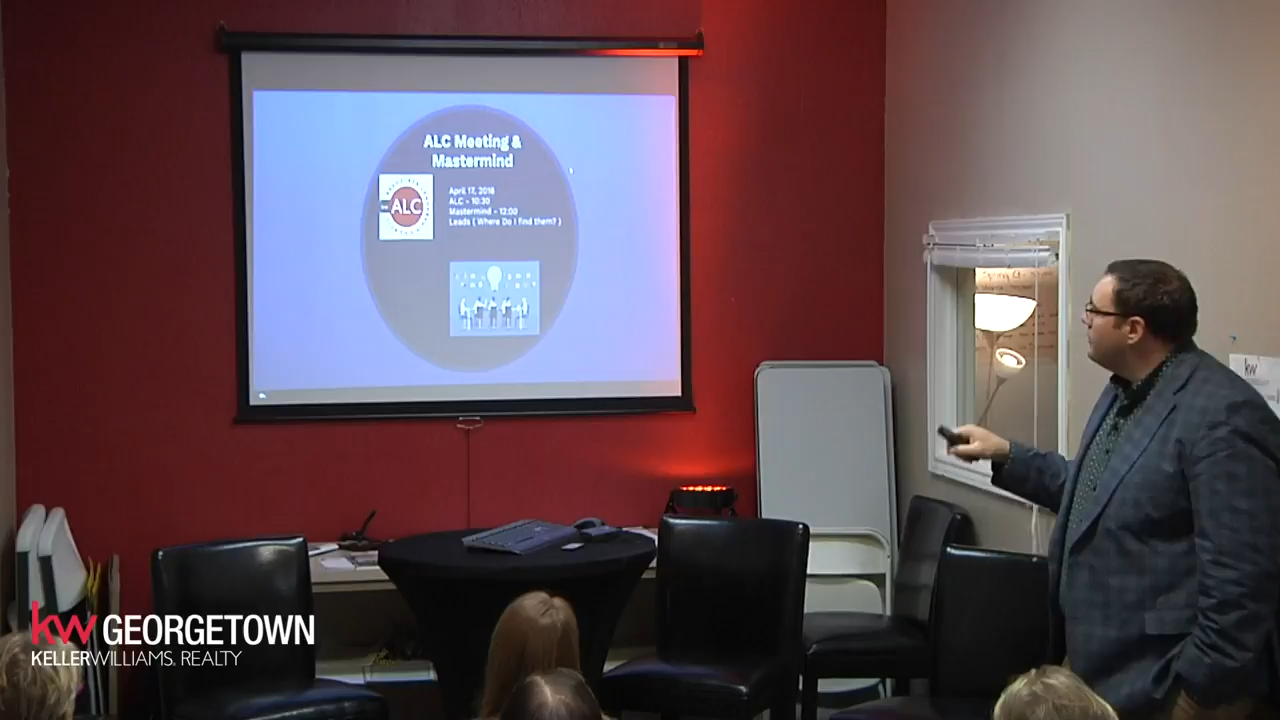 ALC Meeting &
Mastermind
April 17, 2018
ALC - 10:30
Mastermind - 12:00
Leads ( Where Do I find them? )
ALC
kw
kw GEORGETOWN
KELLERWILLIAMS. REALTY